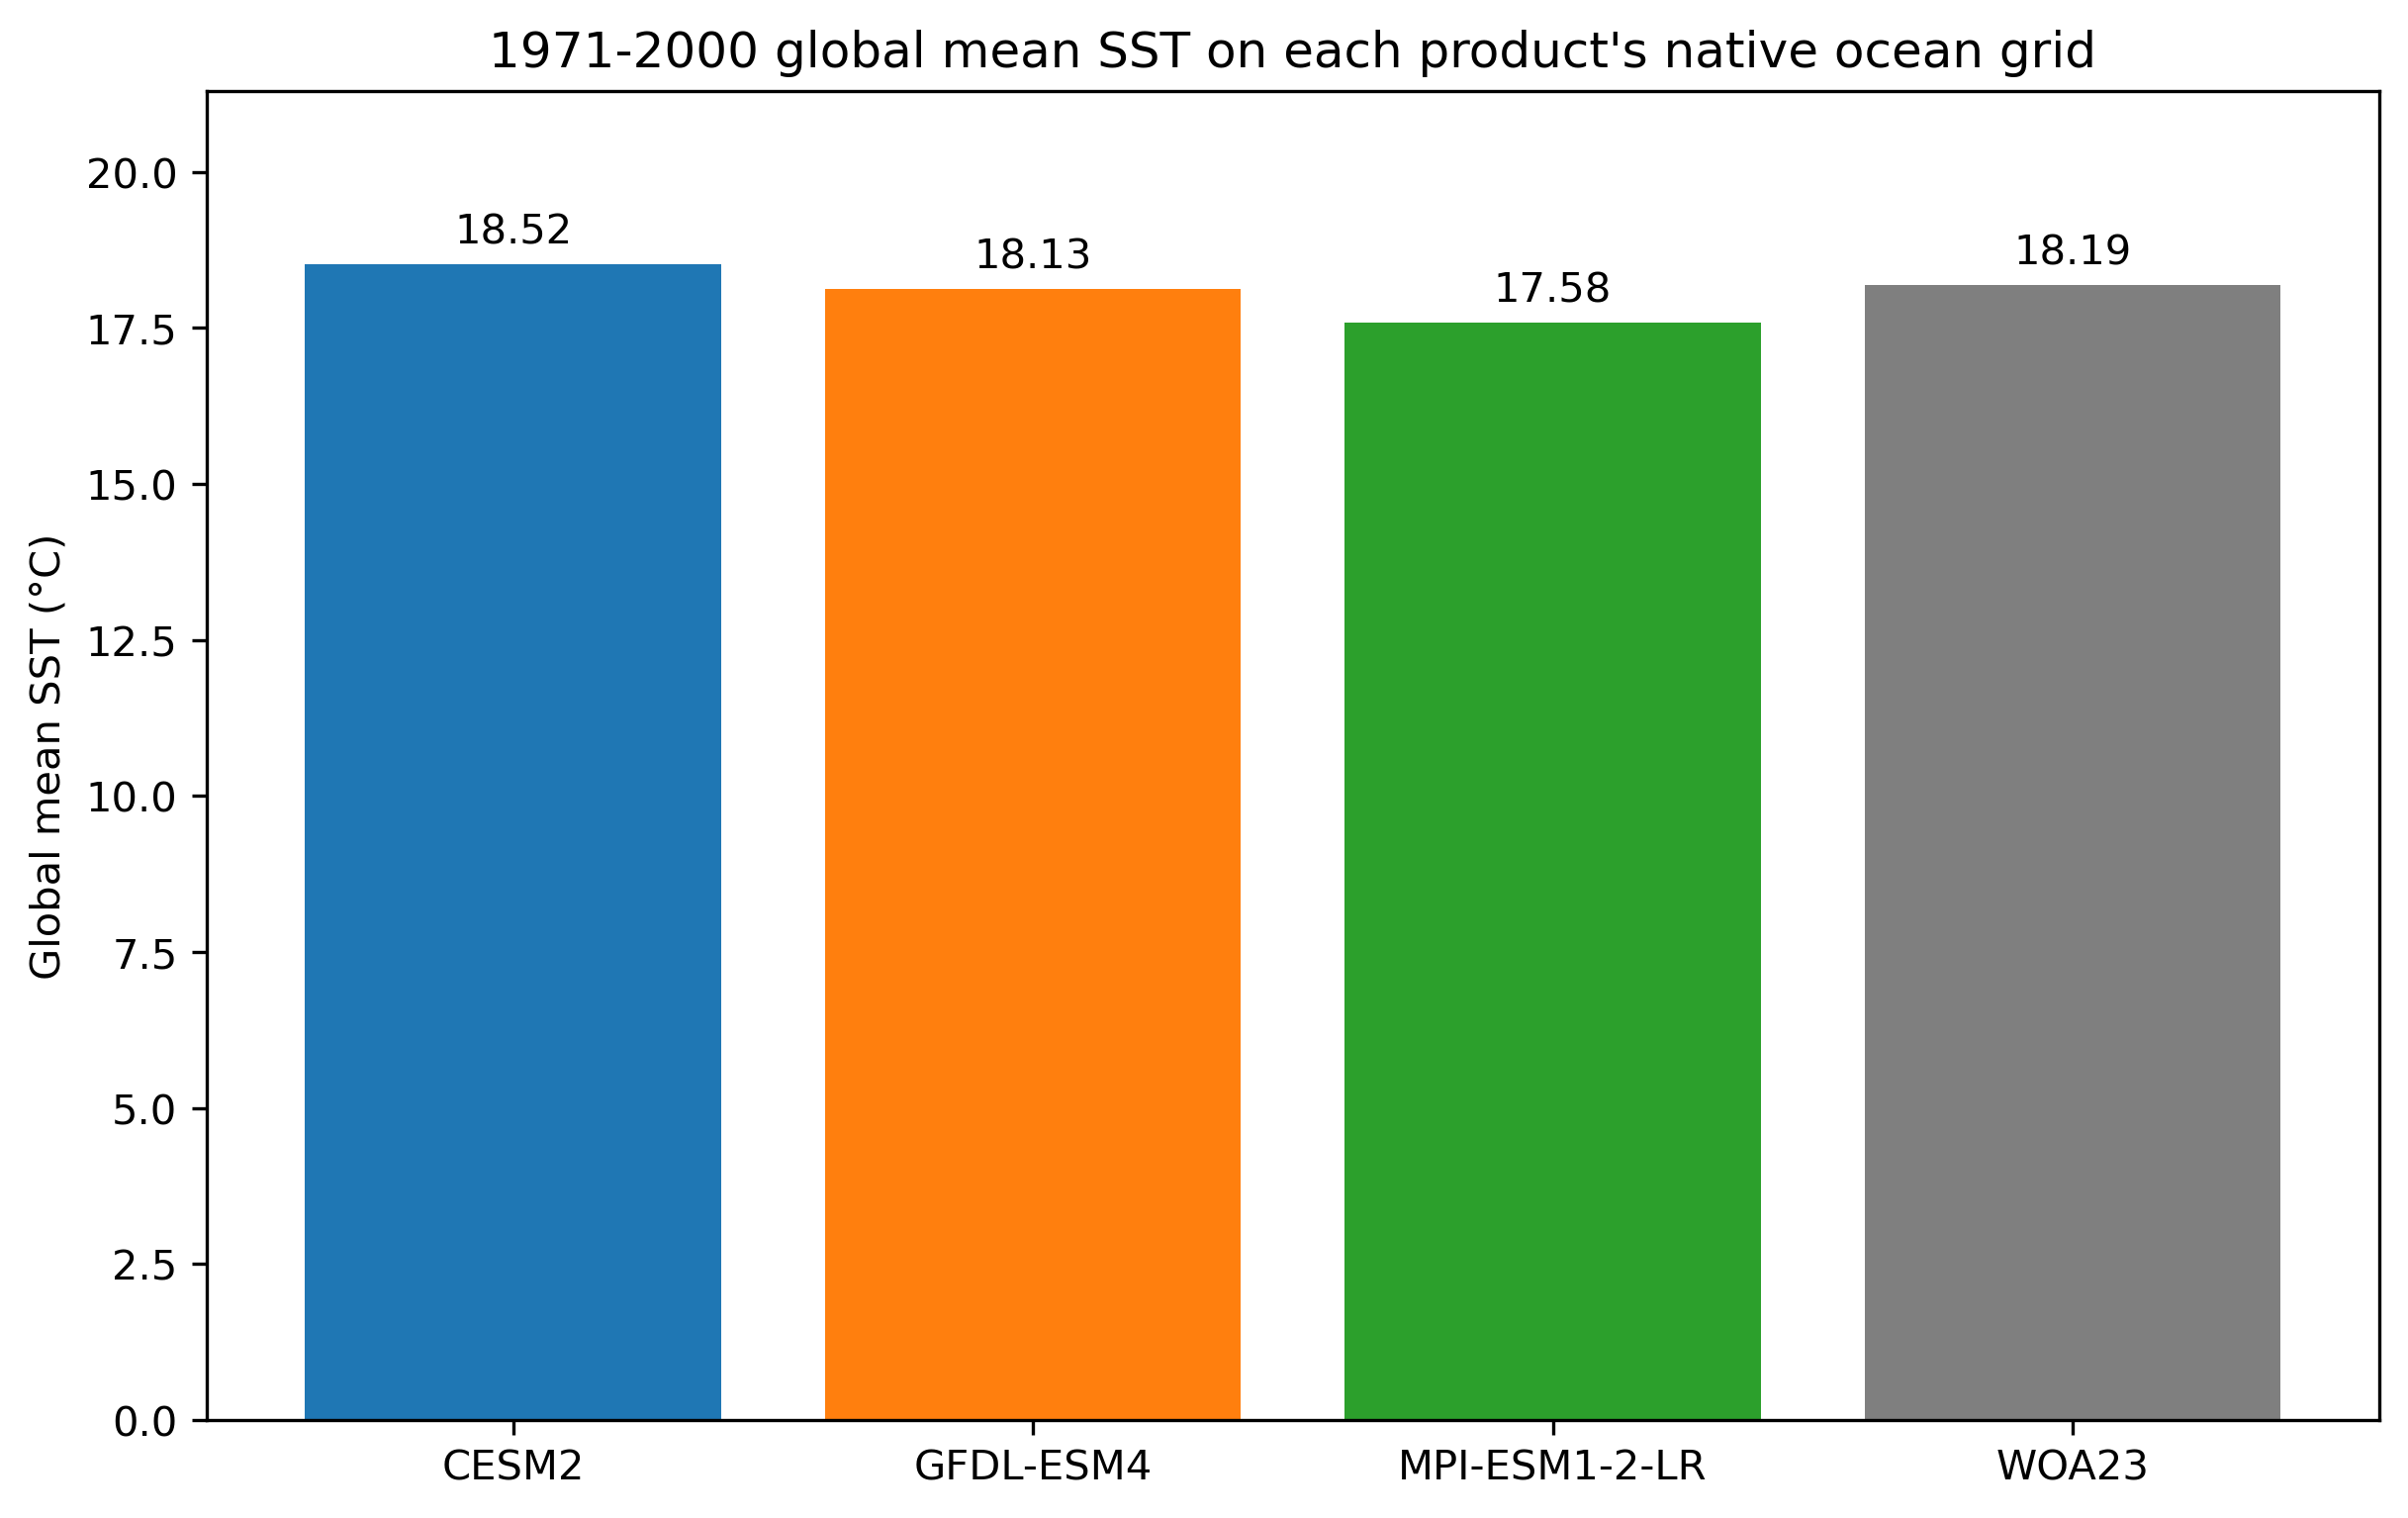 1971-2000 global mean SST on each product's native ocean grid
Global mean SST (°C)
20.0
17.5
15.0
12.5
10.0
7.5
5.0
2.5
0.0
18.52
18.13
17.58
18.19
CESM2
GFDL-ESM4
MPI-ESM1-2-LR
WOA23